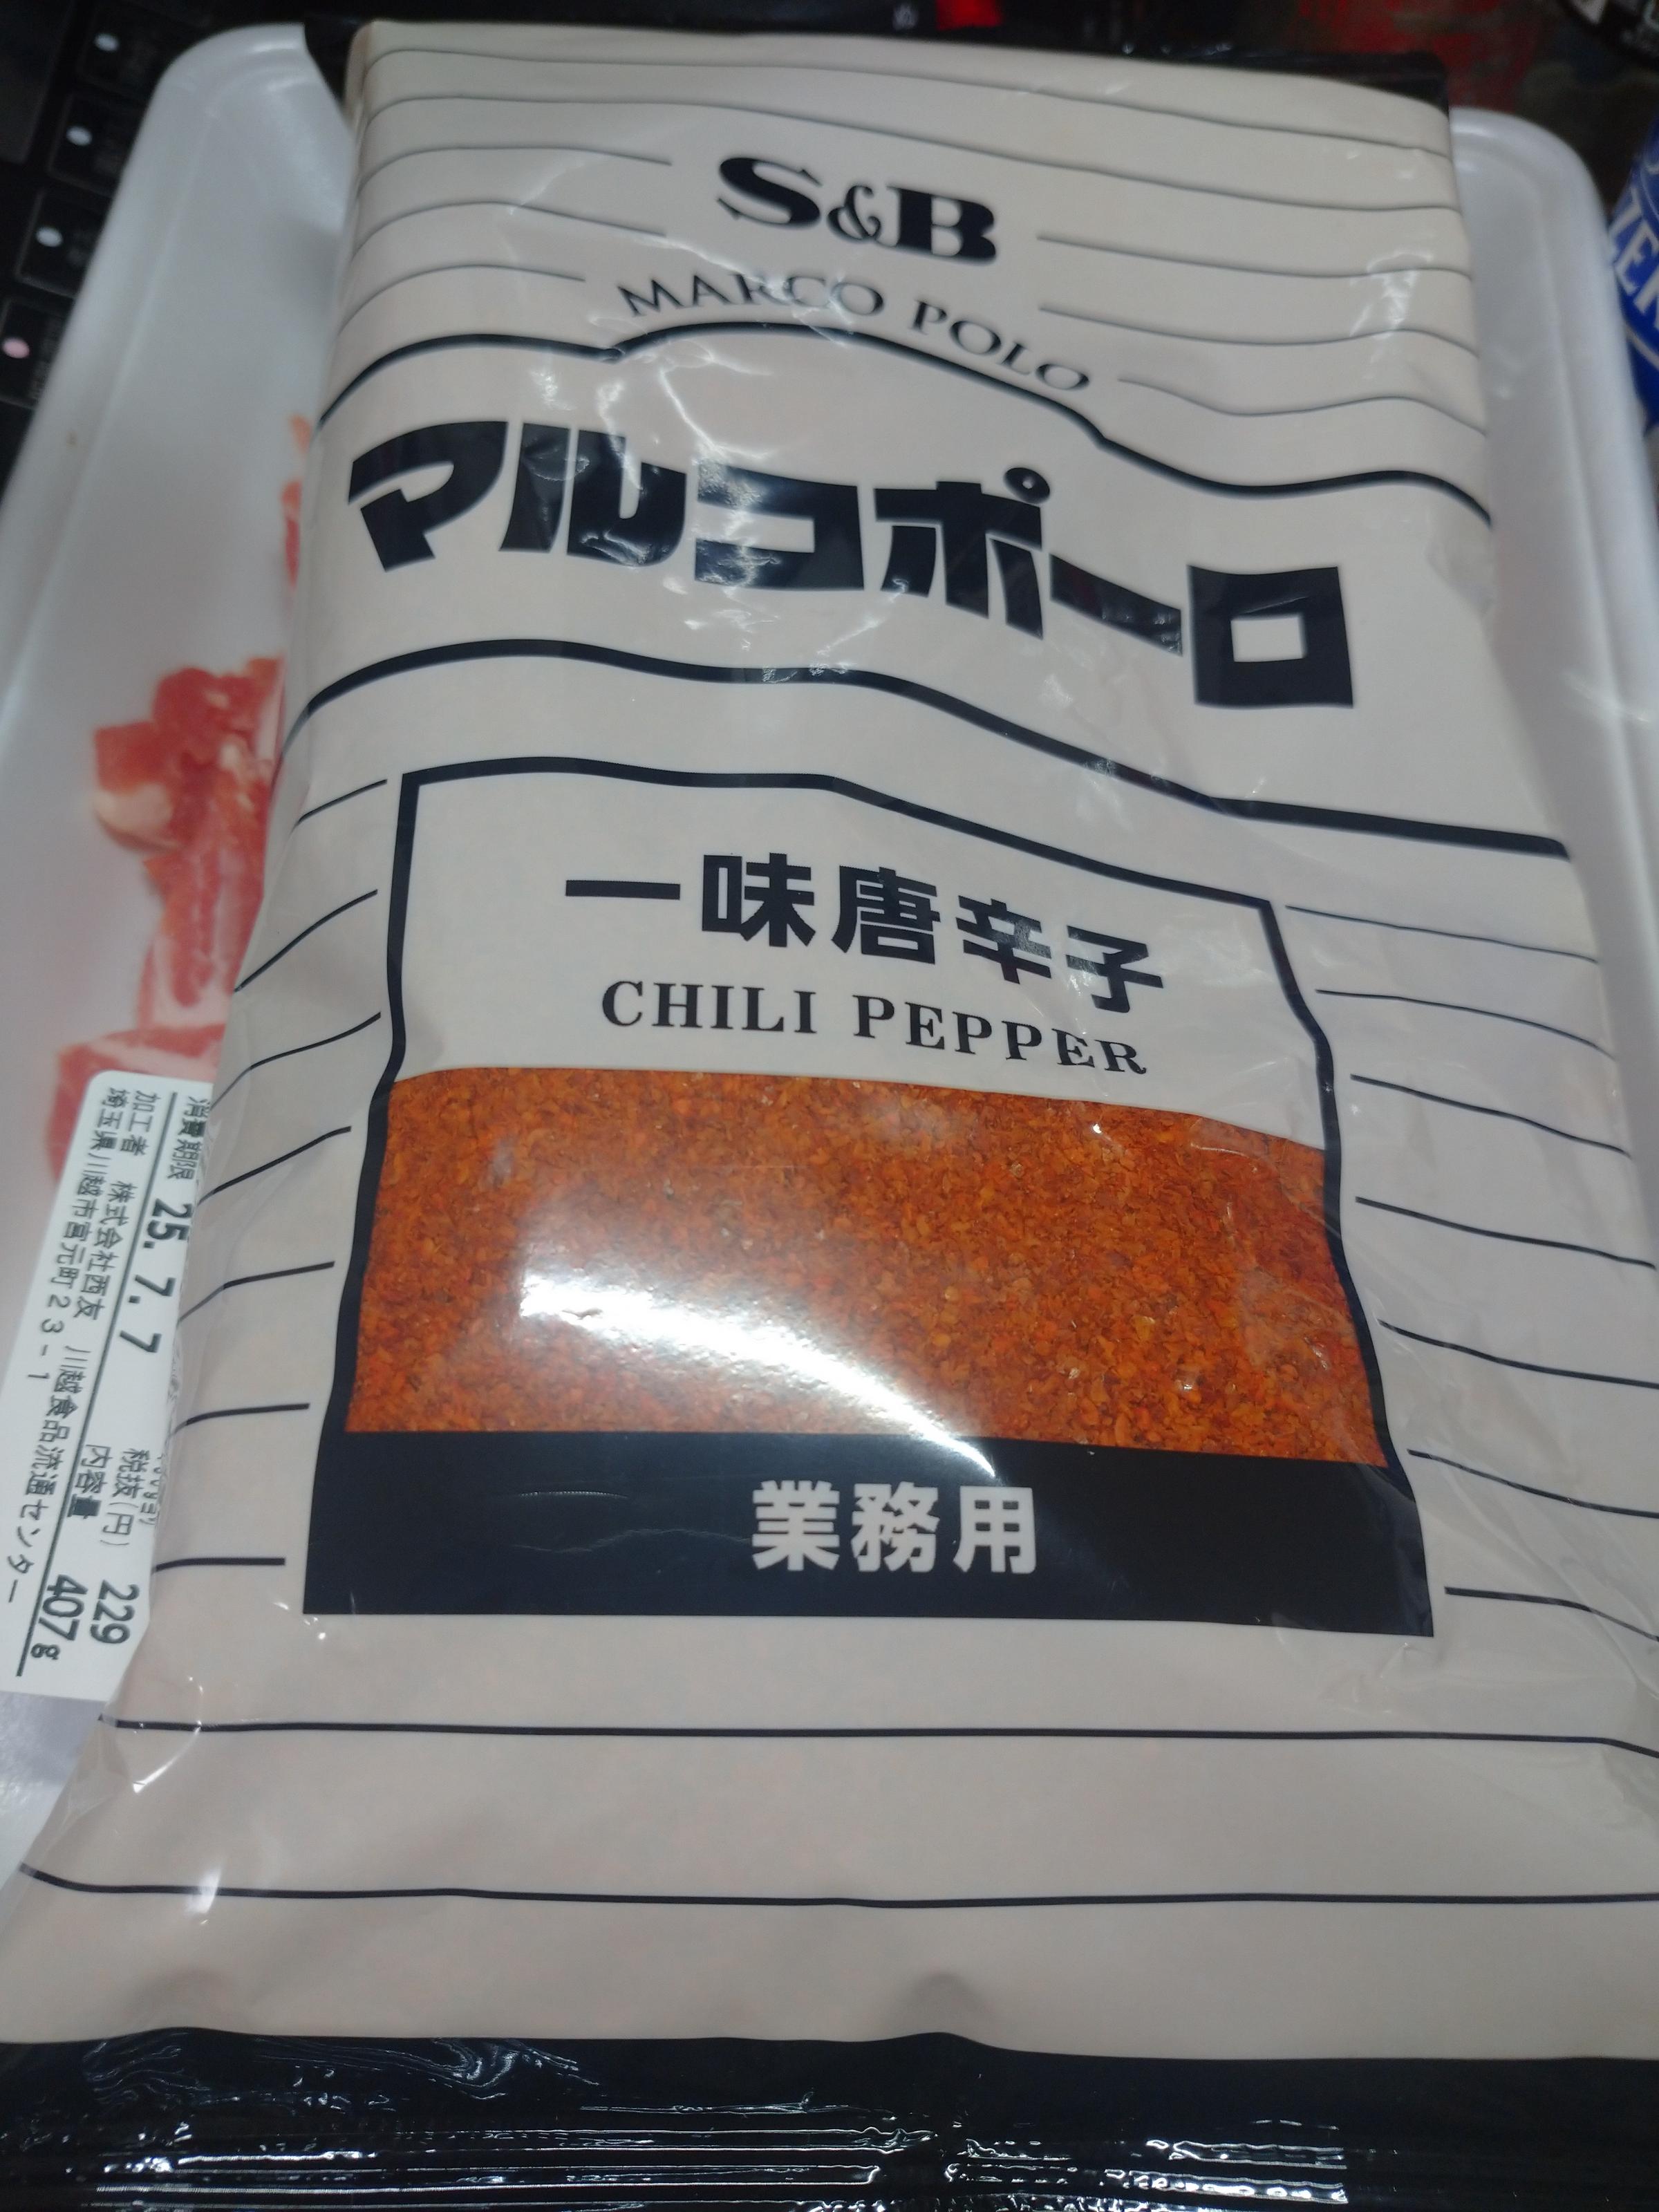 S&B
MARCO POLO
マルコポーロ
一味唐辛子
CHILI PEPPER
業務用
消費期限 25.7.7
税抜(円) 229
内容量 407g
加工者 株式会社西友 川越食品流通センター
埼玉県川越市富元町23-1